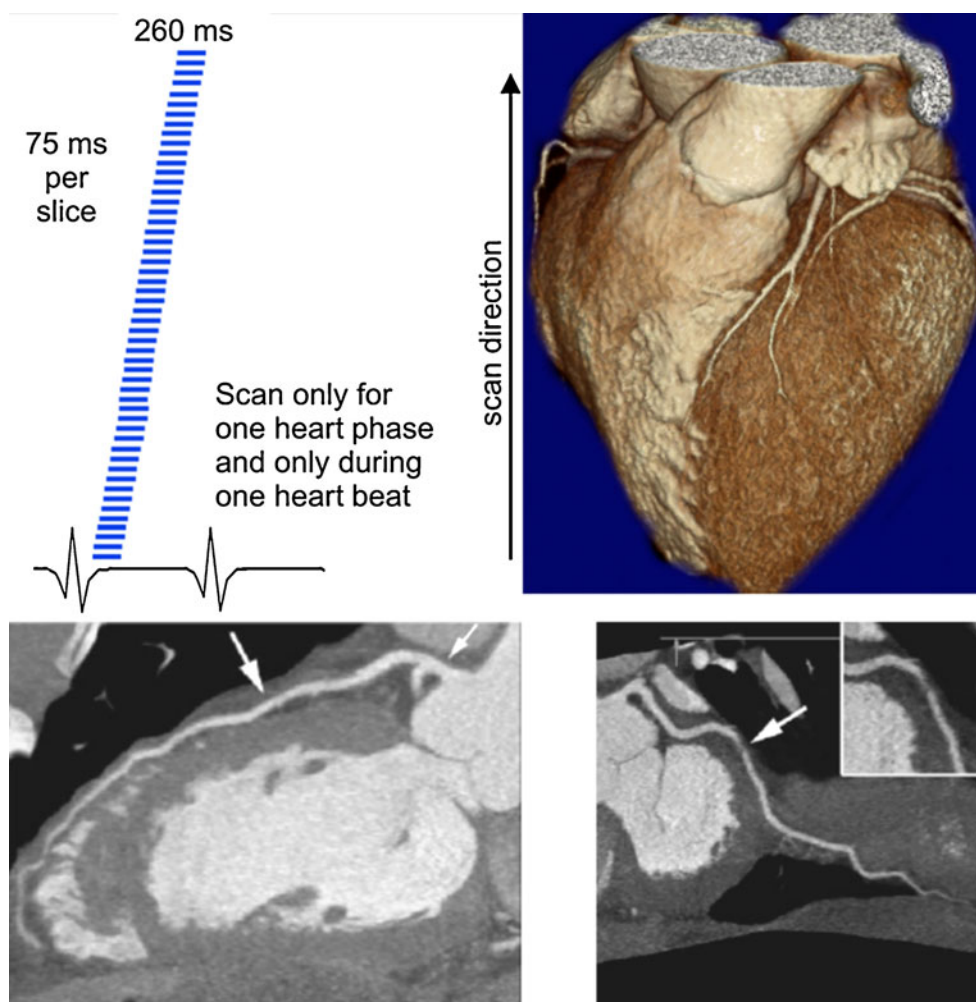 260 ms
75 ms
per
slice
Scan only for
one heart phase
and only during
one heart beat
scan direction